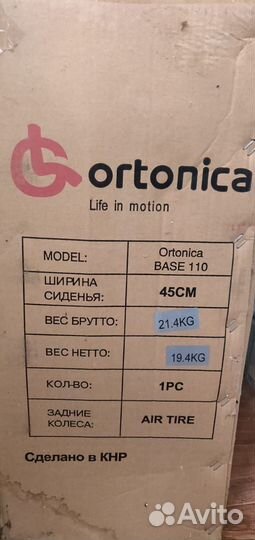 ortonica
Life in motion
MODEL: Ortonica
BASE 110
ШИРИНА
СИДЕНЬЯ: 45CM
ВЕС БРУТТО: 21.4KG
ВЕС НЕТТО: 19.4KG
КОЛ-ВО: 1PC
ЗАДНИЕ
КОЛЕСА: AIR TIRE
Сделано в КНР
Avito